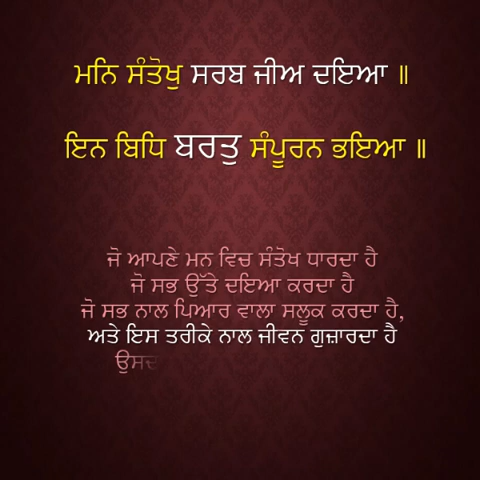 ਮਨਿ ਸੰਤੋਖੁ ਸਰਬ ਜੀਅ ਦਇਆ ॥
ਇਨ ਬਿਧਿ ਬਰਤੁ ਸੰਪੂਰਨ ਭਇਆ ॥
ਜੋ ਆਪਣੇ ਮਨ ਵਿਚ ਸੰਤੋਖ ਧਾਰਦਾ ਹੈ
ਜੋ ਸਭ ਉੱਤੇ ਦਇਆ ਕਰਦਾ ਹੈ
ਜੋ ਸਭ ਨਾਲ ਪਿਆਰ ਵਾਲਾ ਸਲੂਕ ਕਰਦਾ ਹੈ,
ਅਤੇ ਇਸ ਤਰੀਕੇ ਨਾਲ ਜੀਵਨ ਗੁਜ਼ਾਰਦਾ ਹੈ